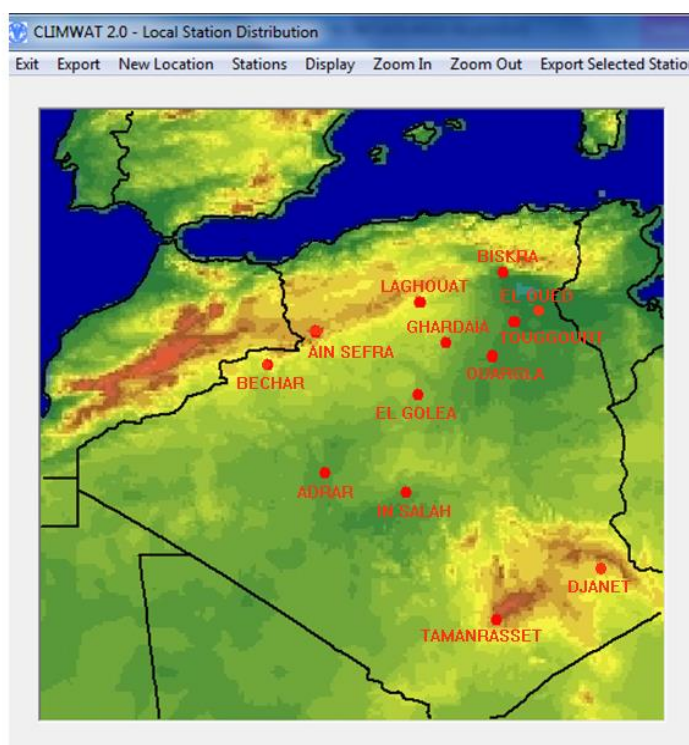 CLIMWAT 2.0 - Local Station Distribution
Exit Export New Location Stations Display Zoom In Zoom Out Export Selected Station
BISKRA
LAGHOUAT
EL OUED
GHARDAIA
TOUGGOURT
AIN SEFRA
OUARGLA
BECHAR
EL GOLEA
ADRAR
IN SALAH
DJANET
TAMANRASSET